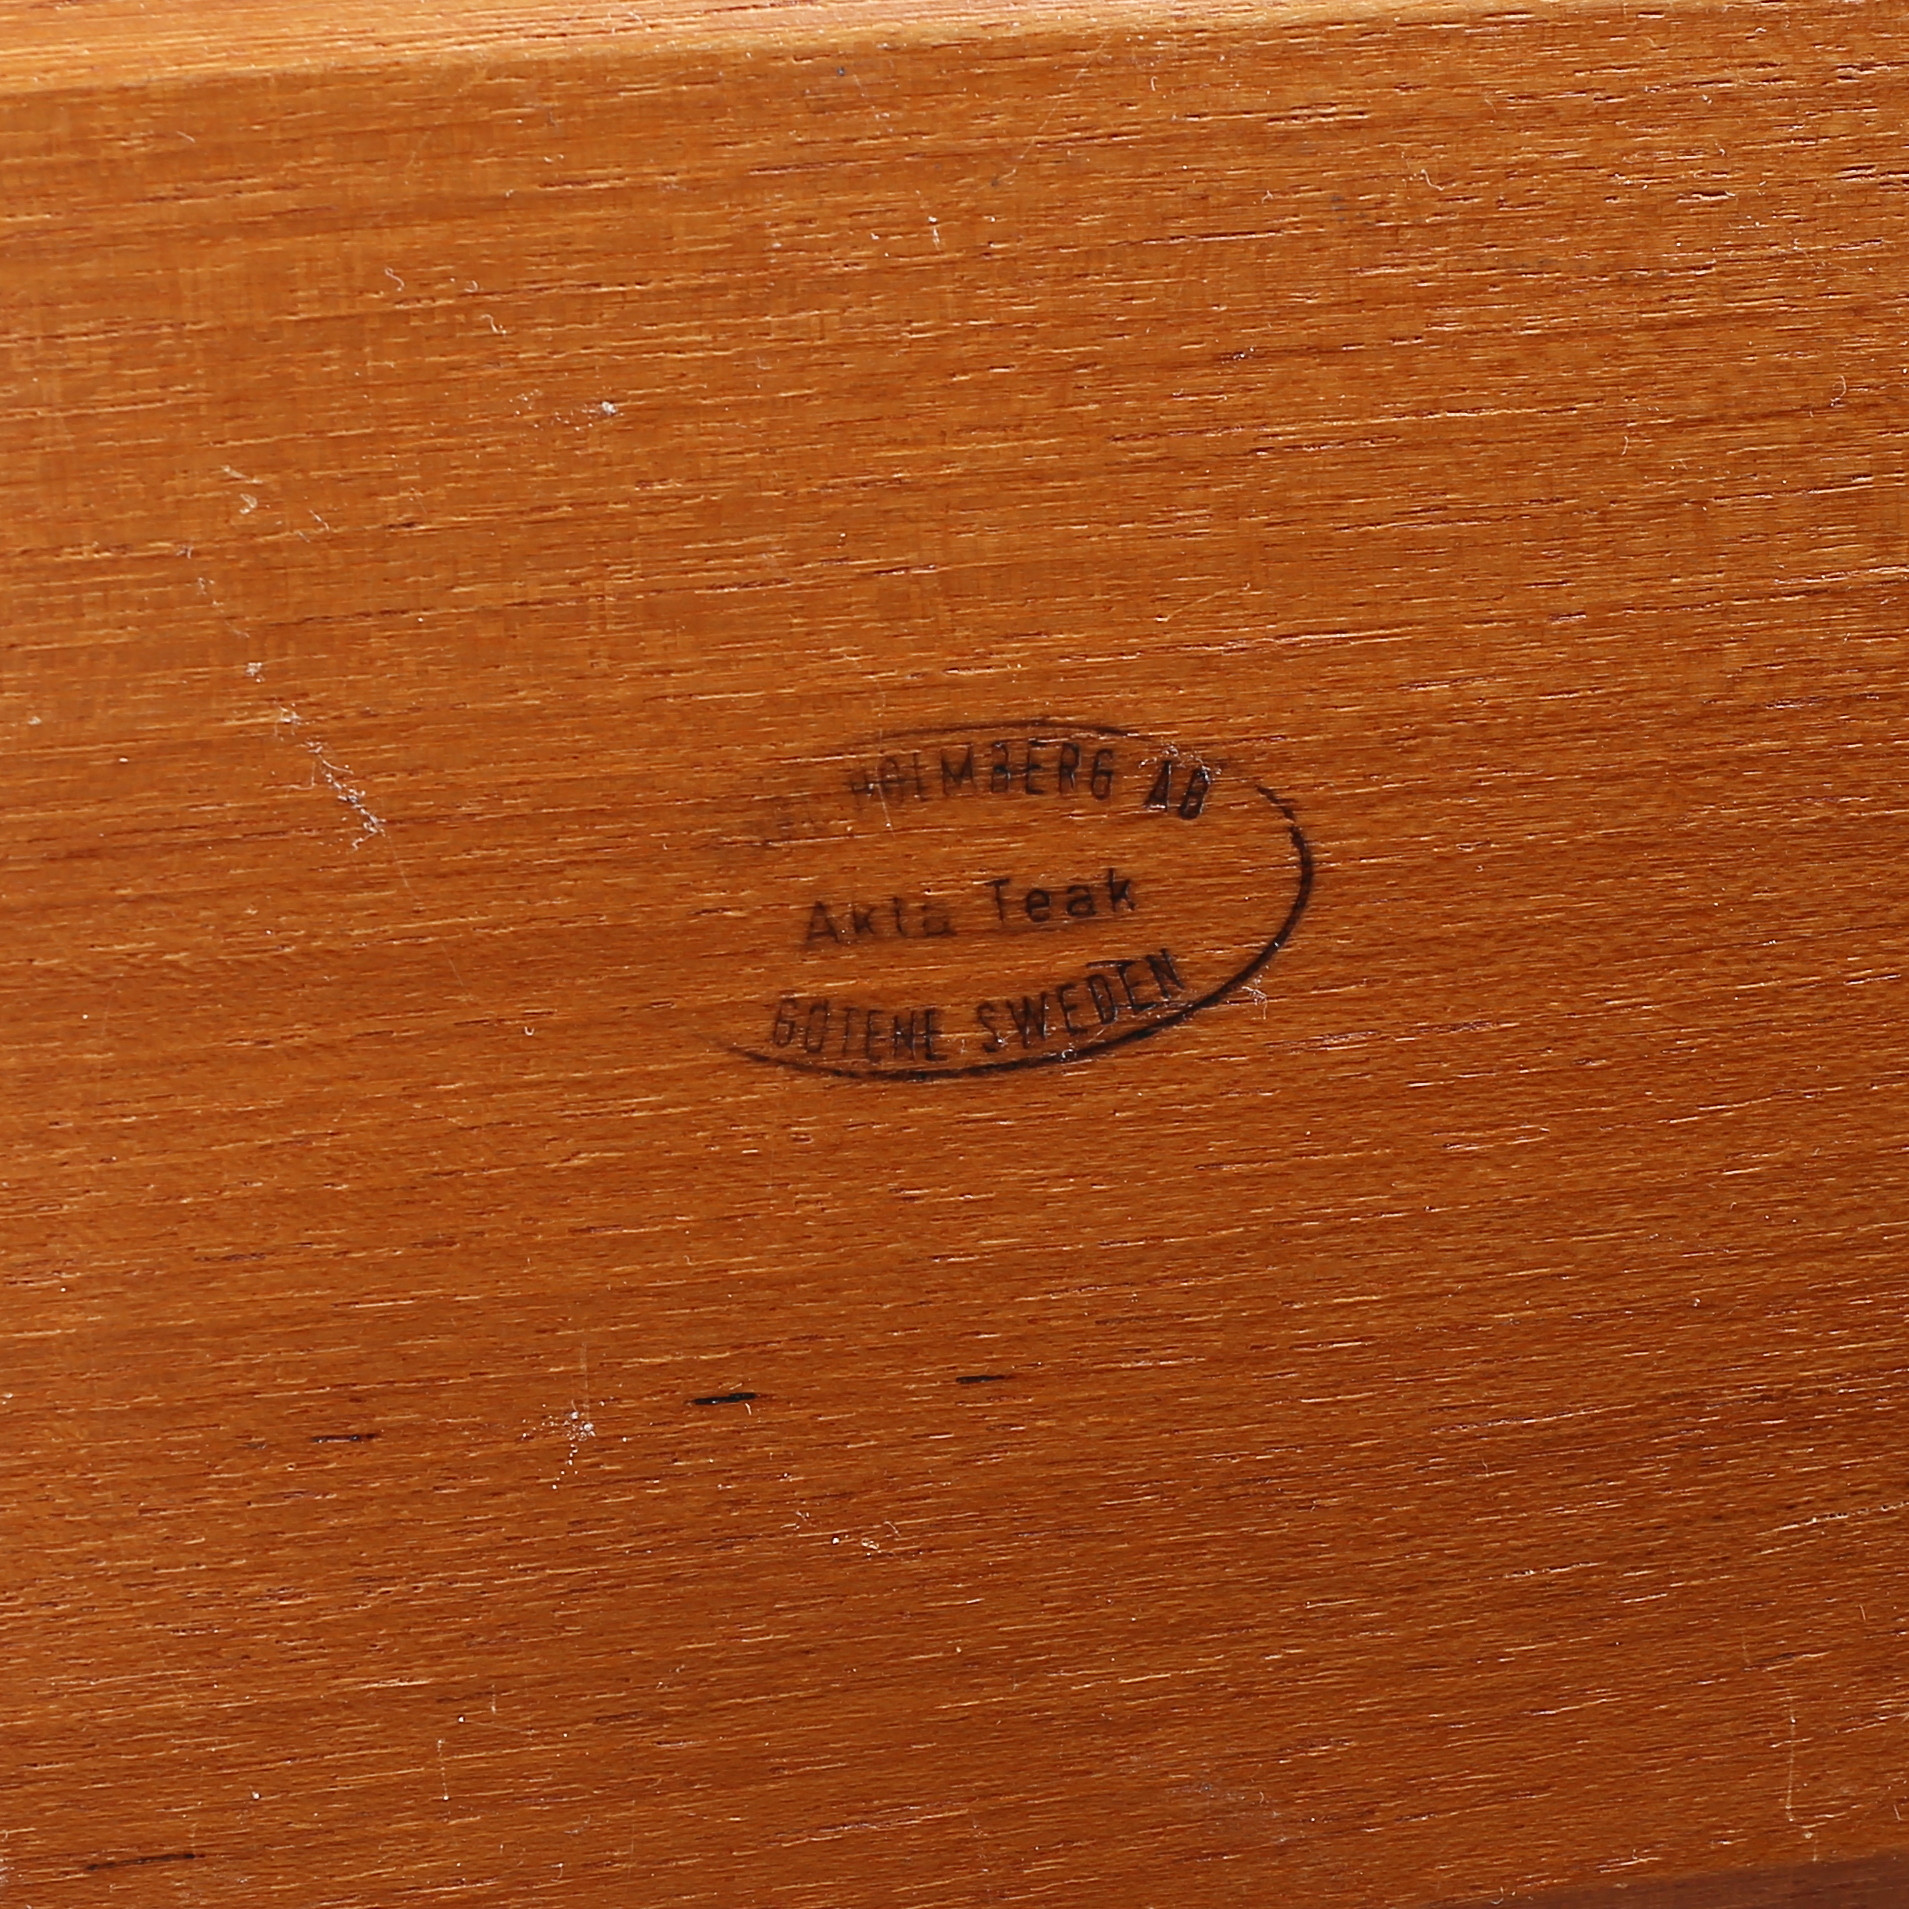 HOLMBERG AB
Äkta Teak
GÖTENE SWEDEN